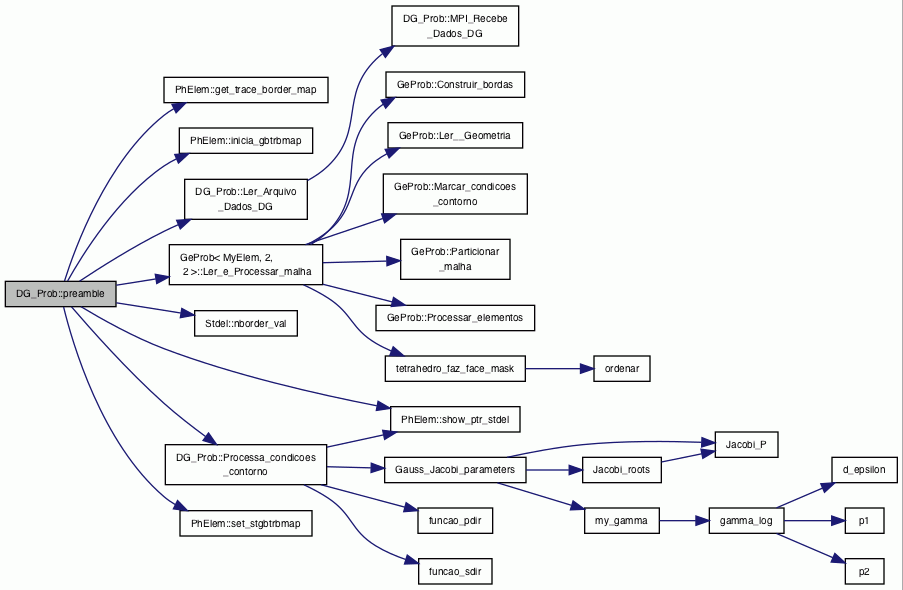 DG_Prob::MPI_Recebe
_Dados_DG
PhElem::get_trace_border_map
GeProb::Construir_bordas
PhElem::inicia_gbtrbmap
GeProb::Ler__Geometria
DG_Prob::Ler_Arquivo
_Dados_DG
GeProb::Marcar_condicoes
_contorno
GeProb< MyElem, 2,
2 >::Ler_e_Processar_malha
GeProb::Particionar
_malha
DG_Prob::preamble
Stdel::nborder_val
GeProb::Processar_elementos
tetrahedro_faz_face_mask
ordenar
PhElem::show_ptr_stdel
DG_Prob::Processa_condicoes
_contorno
Gauss_Jacobi_parameters
Jacobi_roots
Jacobi_P
d_epsilon
PhElem::set_stgbtrbmap
funcao_pdir
my_gamma
gamma_log
p1
funcao_sdir
p2